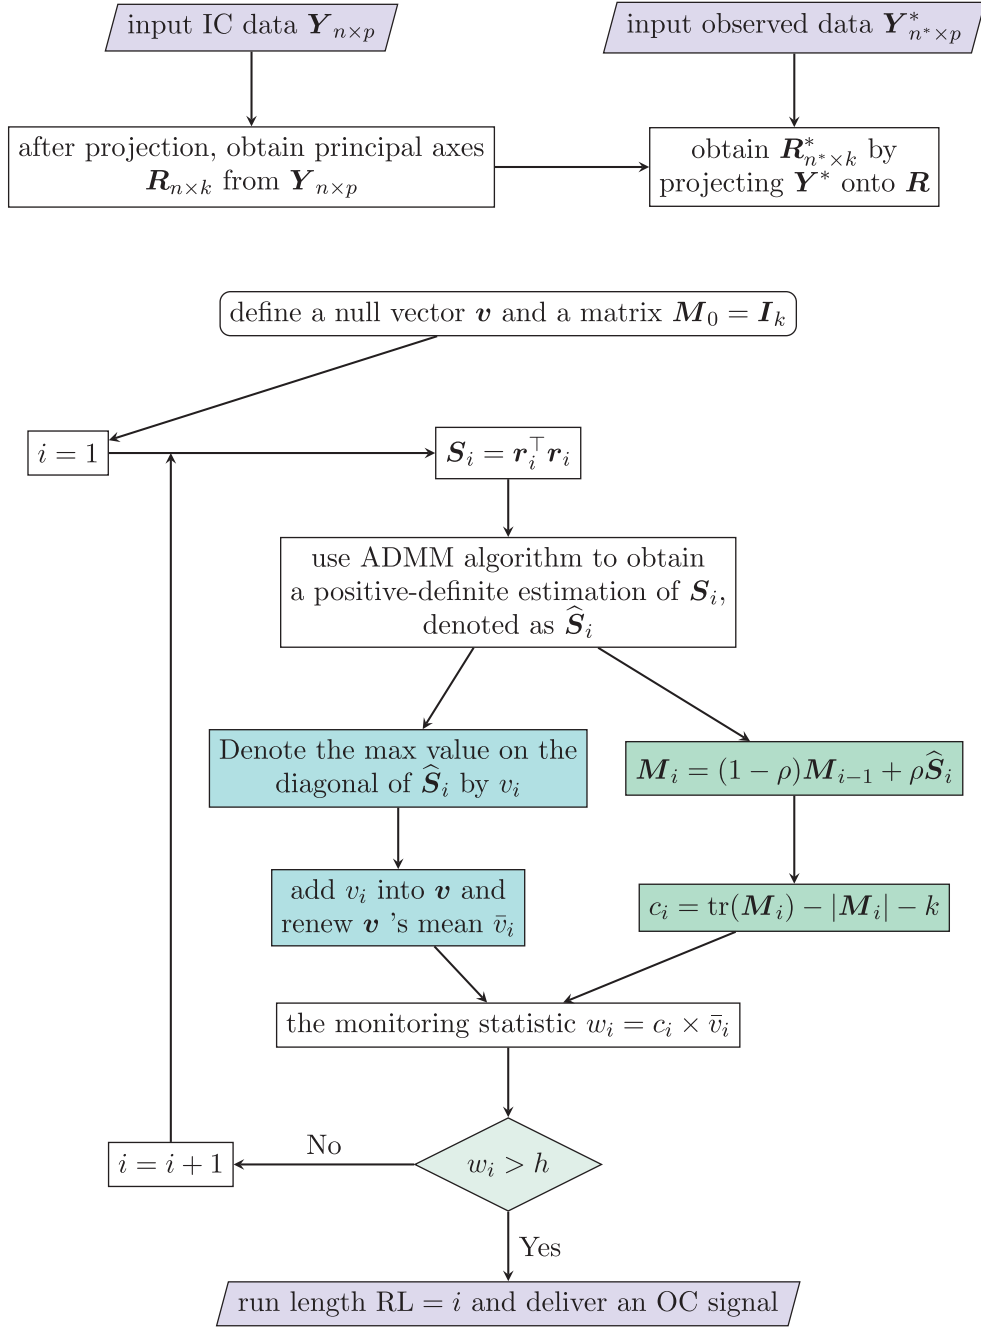 input IC data Y n×p
input observed data Y* n*×p
after projection, obtain principal axes
R n×k from Y n×p
obtain R* n*×k by
projecting Y* onto R
define a null vector v and a matrix M₀ = I_k
i = 1
S_i = r_i^⊤ r_i
use ADMM algorithm to obtain
a positive-definite estimation of S_i,
denoted as Ŝ_i
Denote the max value on the
diagonal of Ŝ_i by v_i
M_i = (1 − ρ)M_{i−1} + ρŜ_i
add v_i into v and
renew v 's mean v̄_i
c_i = tr(M_i) − |M_i| − k
the monitoring statistic w_i = c_i × v̄_i
No
i = i + 1
w_i > h
Yes
run length RL = i and deliver an OC signal